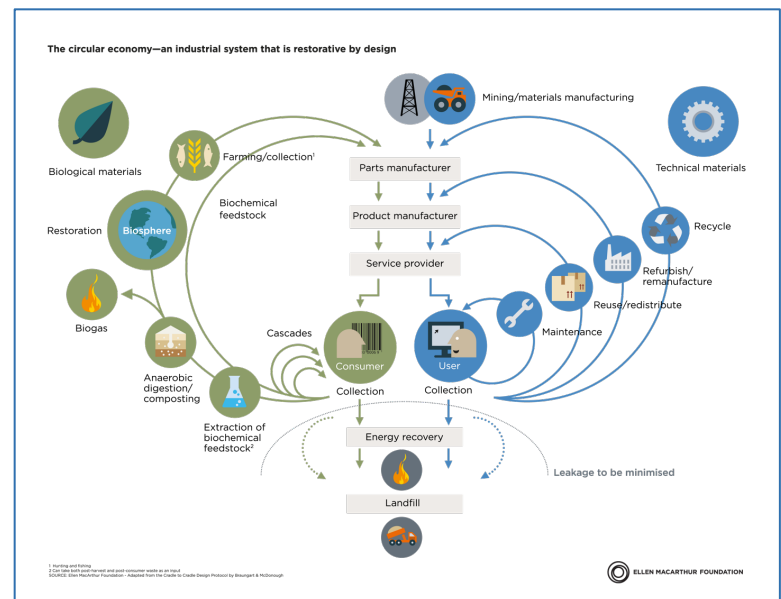 The circular economy—an industrial system that is restorative by design
Mining/materials manufacturing
Biological materials
Farming/collection¹
Technical materials
Parts manufacturer
Biochemical
feedstock
Product manufacturer
Restoration
Biosphere
Recycle
Service provider
Refurbish/
remanufacture
Reuse/redistribute
Biogas
Maintenance
Cascades
Consumer
User
Anaerobic
digestion/
composting
Collection
Collection
Extraction of
biochemical
feedstock²
Energy recovery
Leakage to be minimised
Landfill
1 Hunting and fishing
2 Can take both post-harvest and post-consumer waste as an input
SOURCE: Ellen MacArthur Foundation - Adapted from the Cradle to Cradle Design Protocol by Braungart & McDonough
ELLEN MACARTHUR FOUNDATION